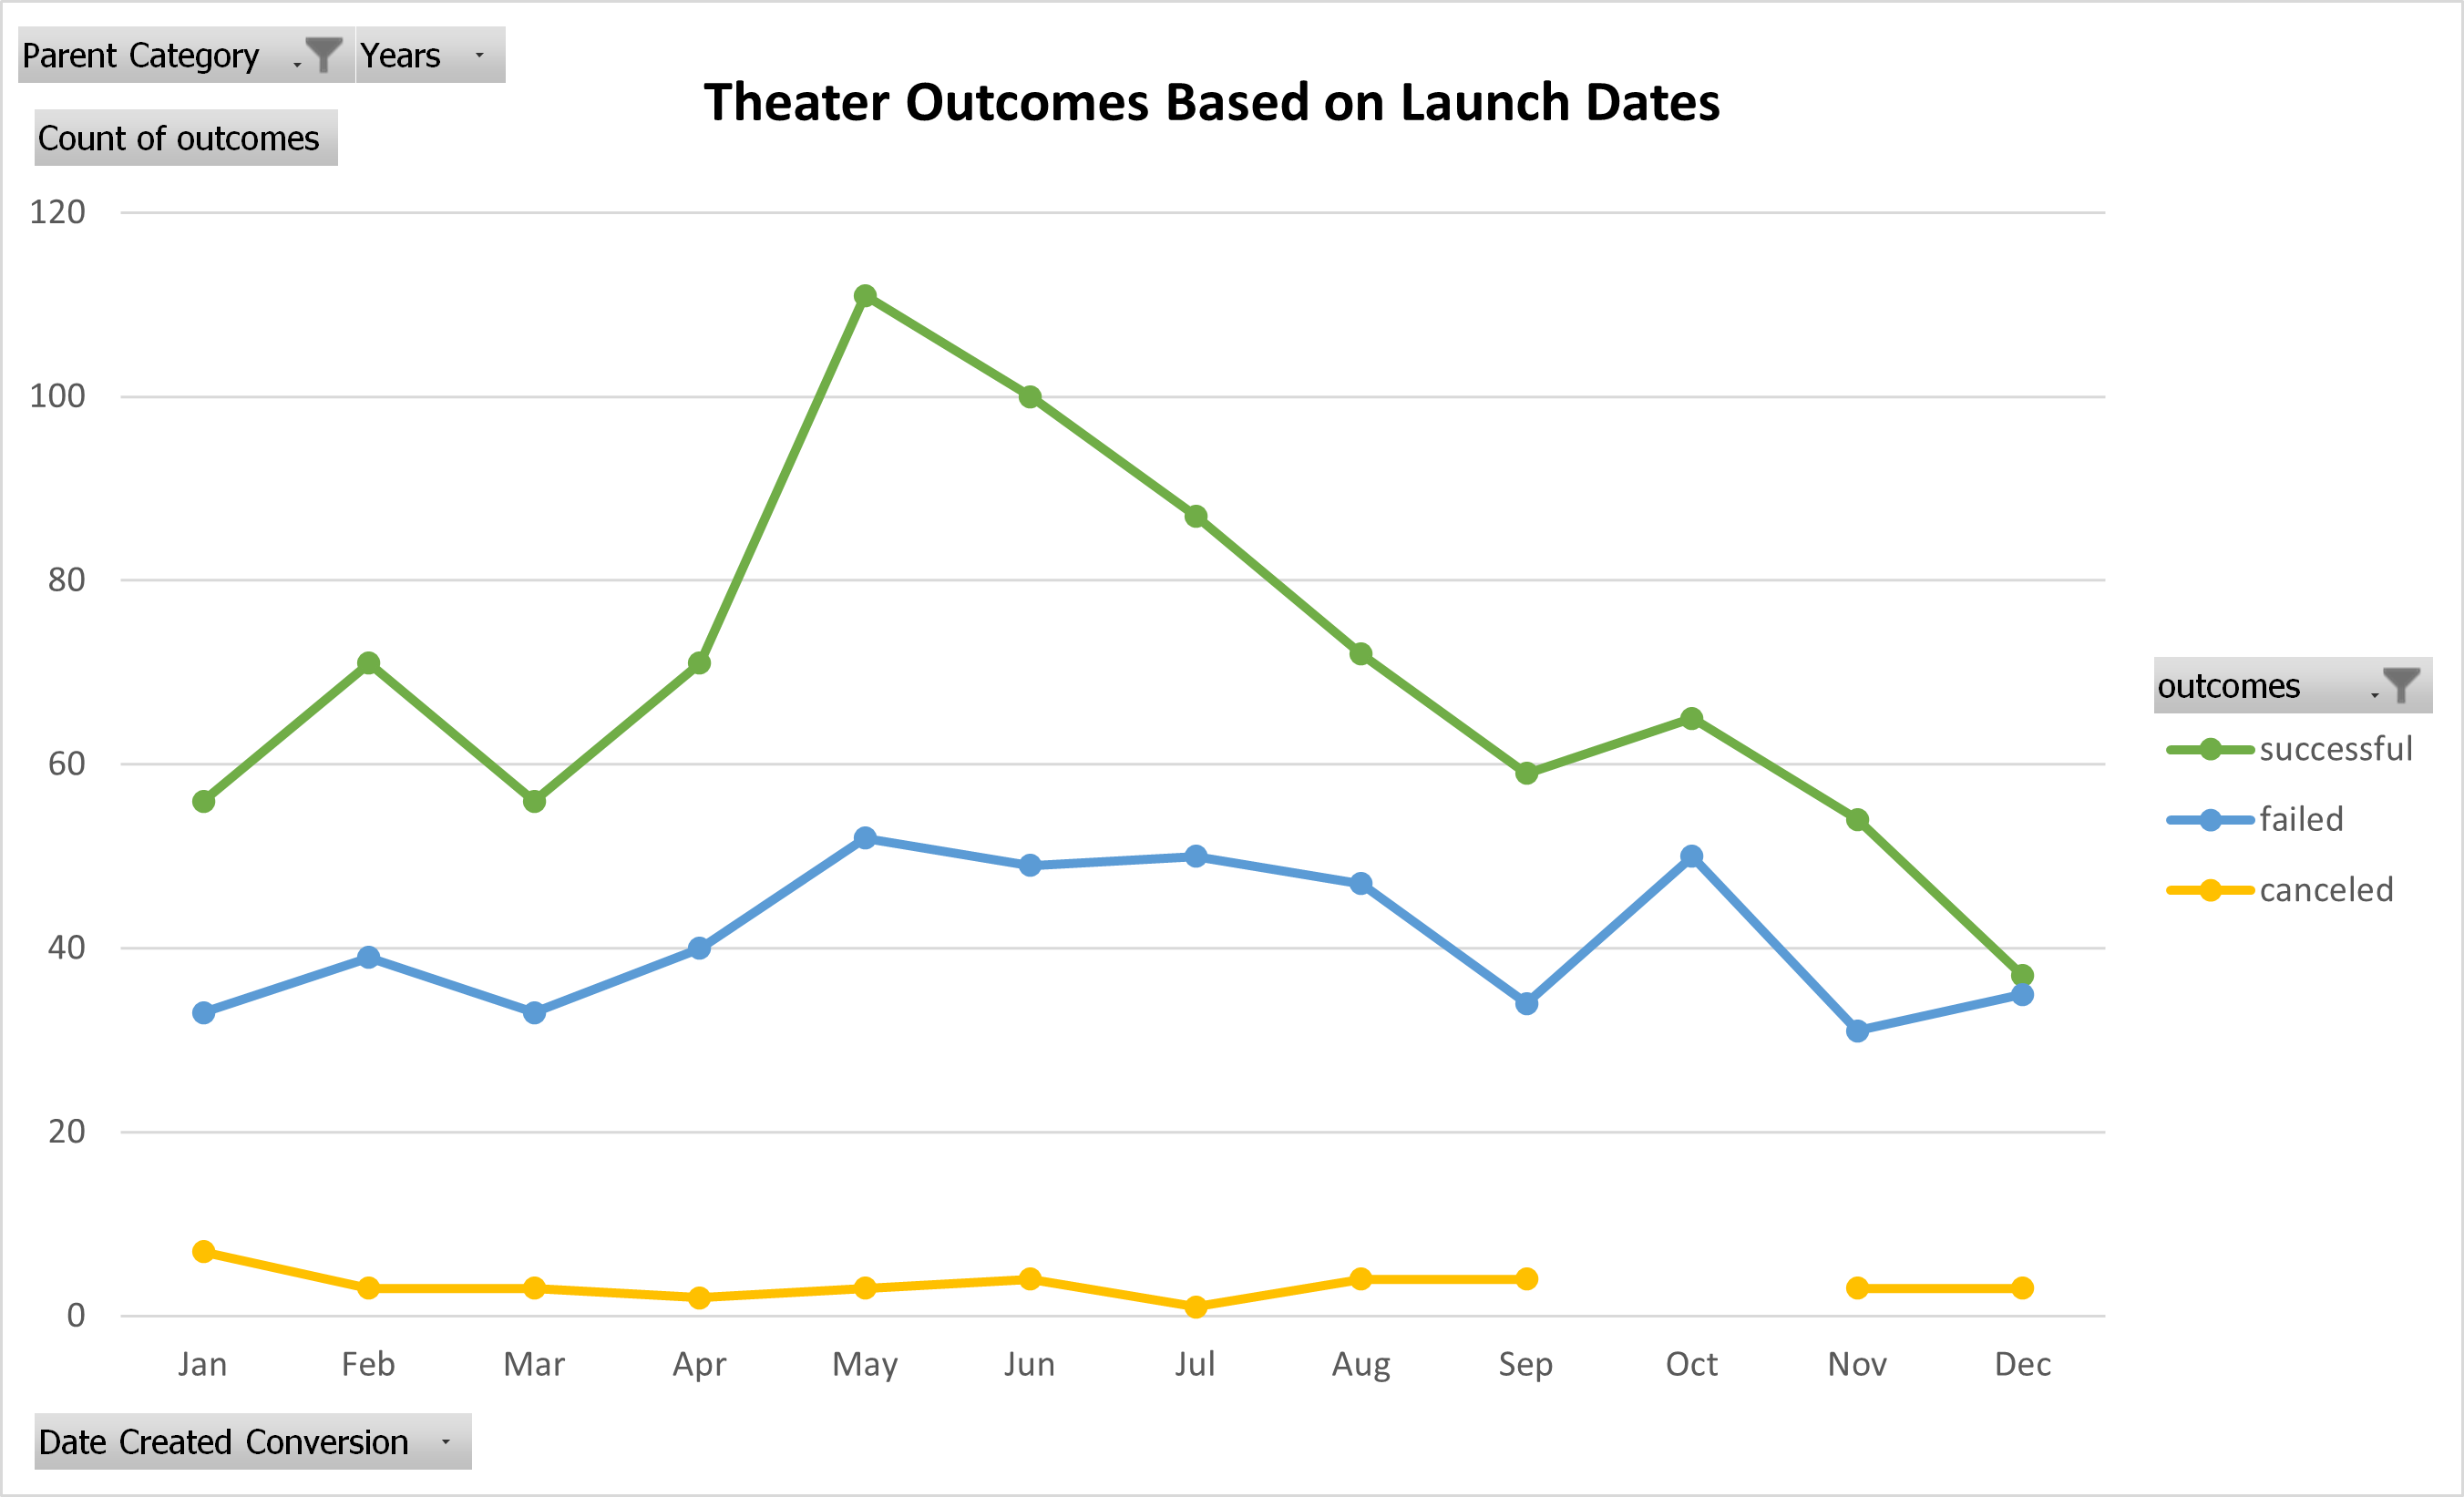 Parent Category Years
Theater Outcomes Based on Launch Dates
Count of outcomes
120
100
80
60
40
20
0
outcomes
successful
failed
canceled
Jan Feb Mar Apr May Jun Jul Aug Sep Oct Nov Dec
Date Created Conversion